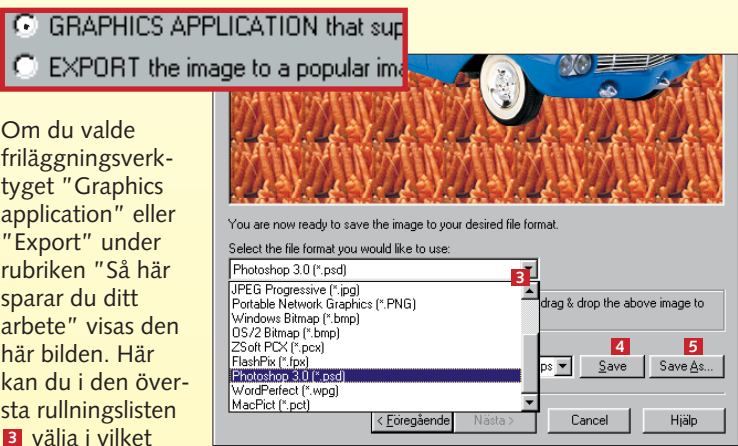 GRAPHICS APPLICATION that sup
EXPORT the image to a popular ima
Om du valde
friläggningsverk-
tyget "Graphics
application" eller
"Export" under
rubriken "Så här
sparar du ditt
arbete" visas den
här bilden. Här
kan du i den över-
sta rullningslisten
3 välja i vilket
You are now ready to save the image to your desired file format.
Select the file format you would like to use:
Photoshop 3.0 (*.psd)
3
JPEG Progressive (*.jpg)
Portable Network Graphics (*.PNG)
Windows Bitmap (*.bmp)
OS/2 Bitmap (*.bmp)
ZSoft PCX (*.pcx)
FlashPix (*.fpx)
Photoshop 3.0 (*.psd)
WordPerfect (*.wpg)
MacPict (*.pct)
drag & drop the above image to
4 5
ps Save Save As...
< Föregående Nästa > Cancel Hjälp